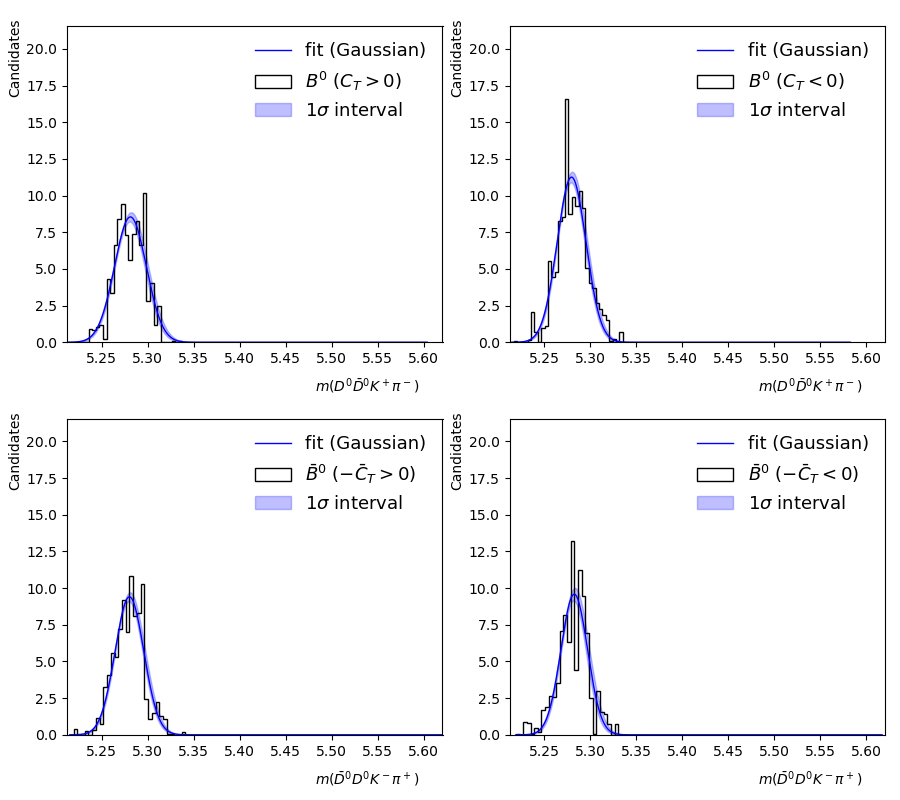 Candidates
20.0
17.5
15.0
12.5
10.0
7.5
5.0
2.5
0.0
fit (Gaussian)
B⁰ (C_T > 0)
1σ interval
5.25 5.30 5.35 5.40 5.45 5.50 5.55 5.60
m(D⁰D̄⁰K⁺π⁻)
Candidates
20.0
17.5
15.0
12.5
10.0
7.5
5.0
2.5
0.0
fit (Gaussian)
B⁰ (C_T < 0)
1σ interval
5.25 5.30 5.35 5.40 5.45 5.50 5.55 5.60
m(D⁰D̄⁰K⁺π⁻)
Candidates
20.0
17.5
15.0
12.5
10.0
7.5
5.0
2.5
0.0
fit (Gaussian)
B̄⁰ (−C̄_T > 0)
1σ interval
5.25 5.30 5.35 5.40 5.45 5.50 5.55 5.60
m(D̄⁰D⁰K⁻π⁺)
Candidates
20.0
17.5
15.0
12.5
10.0
7.5
5.0
2.5
0.0
fit (Gaussian)
B̄⁰ (−C̄_T < 0)
1σ interval
5.25 5.30 5.35 5.40 5.45 5.50 5.55 5.60
m(D̄⁰D⁰K⁻π⁺)